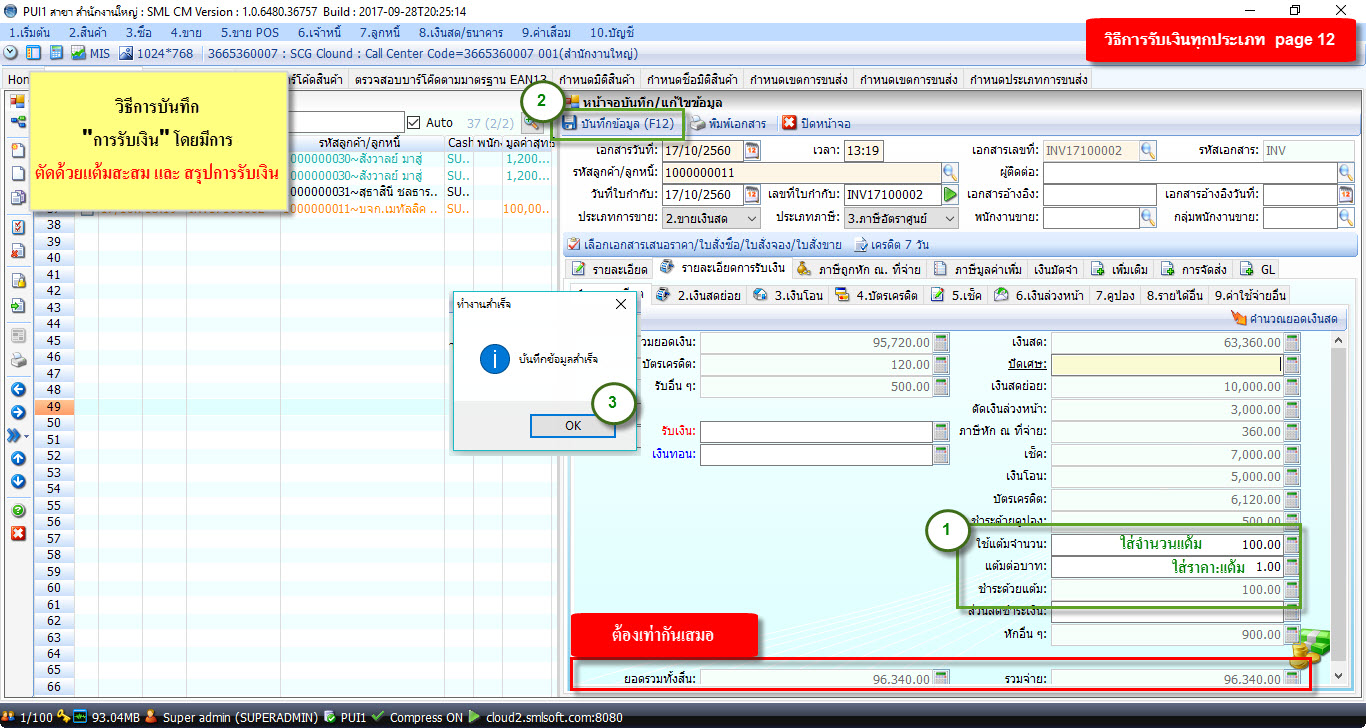 PUI1 สาขา สำนักงานใหญ่ : SML CM Version : 1.0.6480.36757 Build : 2017-09-28T20:25:14
1.เริ่มต้น 2.สินค้า 3.ซื้อ 4.ขาย 5.ขาย POS 6.เจ้าหนี้ 7.ลูกหนี้ 8.เงินสด/ธนาคาร 9.ค่าเสื่อม 10.บัญชี
วิธีการรับเงินทุกประเภท page 12
MIS 1024*768 : 3665360007 : SCG Clound : Call Center Code=3665360007 001(สำนักงานใหญ่)
Hon าร์โค๊ดสินค้า ตรวจสอบบาร์โค๊ดตามมาตรฐาน EAN13 กำหนดมิติสินค้า กำหนดชื่อมิติสินค้า กำหนดเขตการขนส่ง กำหนดเขตการขนส่ง กำหนดประเภทการขนส่ง
วิธีการบันทึก
"การรับเงิน" โดยมีการ
ตัดด้วยแต้มสะสม และ สรุปการรับเงิน
Auto 37 (2/2)
รหัสลูกค้า/ลูกหนี้ Cash พนัก มูลค่าสุทธิ
000000030~สังวาลย์ มาสู่ SU.. 1,200...
000000030~สังวาลย์ มาสู่ SU.. 1,200...
000000031~สุธาสินี ชลธาร.. SU..
000000011~บจก.เมทัลลิค .. SU.. 100,00...
38
39
40
41
42
43
44
45
46
47
48
49
50
51
52
53
54
55
56
57
58
59
60
61
62
63
64
65
66
2
หน้าจอบันทึก/แก้ไขข้อมูล
บันทึกข้อมูล (F12) พิมพ์เอกสาร ปิดหน้าจอ
เอกสารวันที่: 17/10/2560 เวลา: 13:19 เอกสารเลขที่: INV17100002 รหัสเอกสาร: INV
รหัสลูกค้า/ลูกหนี้: 1000000011 ผู้ติดต่อ:
วันที่ใบกำกับ: 17/10/2560 เลขที่ใบกำกับ: INV17100002 เอกสารอ้างอิง: เอกสารอ้างอิงวันที่:
ประเภทการขาย: 2.ขายเงินสด ประเภทภาษี: 3.ภาษีอัตราศูนย์ พนักงานขาย: กลุ่มพนักงานขาย:
เลือกเอกสารเสนอราคา/ใบสั่งซื้อ/ใบสั่งจอง/ใบสั่งขาย เครดิต 7 วัน
รายละเอียด รายละเอียดการรับเงิน ภาษีถูกหัก ณ. ที่จ่าย ภาษีมูลค่าเพิ่ม เงินมัดจำ เพิ่มเติม การจัดส่ง GL
2.เงินสดย่อย 3.เงินโอน 4.บัตรเครดิต 5.เช็ค 6.เงินล่วงหน้า 7.คูปอง 8.รายได้อื่น 9.ค่าใช้จ่ายอื่น
คำนวณยอดเงินสด
วมยอดเงิน: 95,720.00 เงินสด: 63,360.00
บัตรเครดิต: 120.00 ปัดเศษ:
รับอื่น ๆ: 500.00 เงินสดย่อย: 10,000.00
ตัดเงินล่วงหน้า: 3,000.00
รับเงิน: ภาษีหัก ณ ที่จ่าย: 360.00
เงินทอน: เช็ค: 7,000.00
เงินโอน: 5,000.00
บัตรเครดิต: 6,120.00
ชำระด้วยคูปอง: 500.00
1
ใช้แต้มจำนวน: ใส่จำนวนแต้ม 100.00
แต้มต่อบาท: ใส่ราคา:แต้ม 1.00
ชำระด้วยแต้ม: 100.00
ส่วนลดชำระเงิน:
หักอื่น ๆ: 900.00
ต้องเท่ากันเสมอ
ยอดรวมทั้งสิ้น: 96,340.00 รวมจ่าย: 96,340.00
ทำงานสำเร็จ
บันทึกข้อมูลสำเร็จ
3
OK
1/100 93.04MB Super admin (SUPERADMIN) PUI1 Compress ON cloud2.smlsoft.com:8080